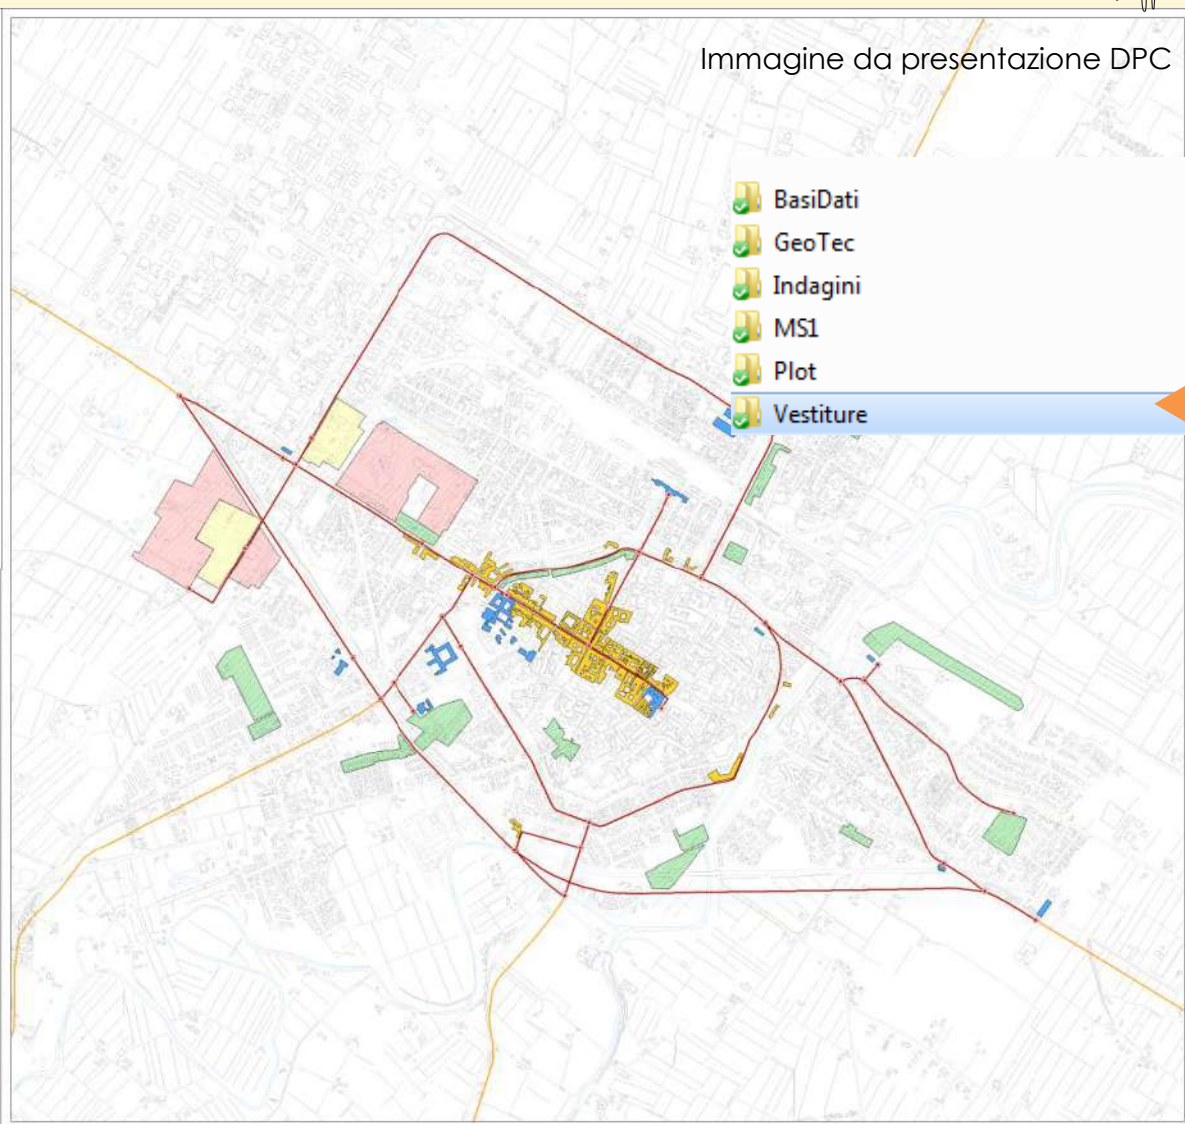 Immagine da presentazione DPC
BasiDati
GeoTec
Indagini
MS1
Plot
Vestiture